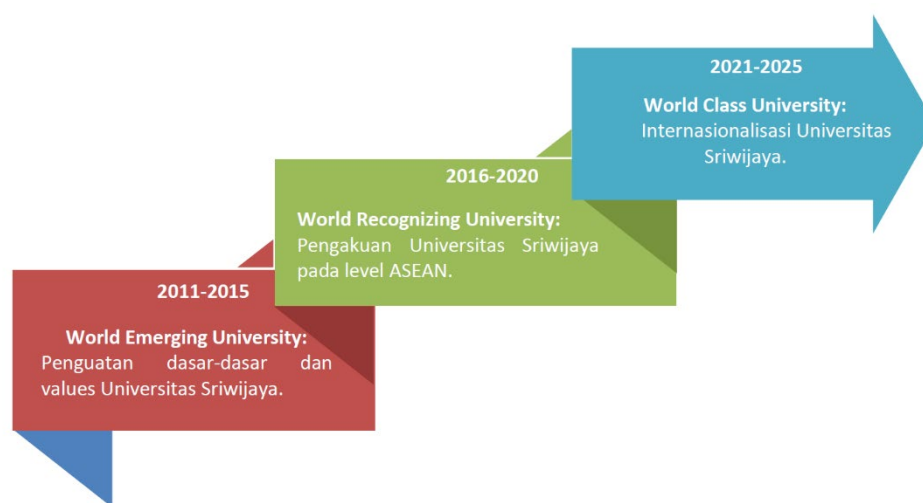 2011-2015
World Emerging University:
Penguatan dasar-dasar dan
values Universitas Sriwijaya.
2016-2020
World Recognizing University:
Pengakuan Universitas Sriwijaya
pada level ASEAN.
2021-2025
World Class University:
Internasionalisasi Universitas
Sriwijaya.